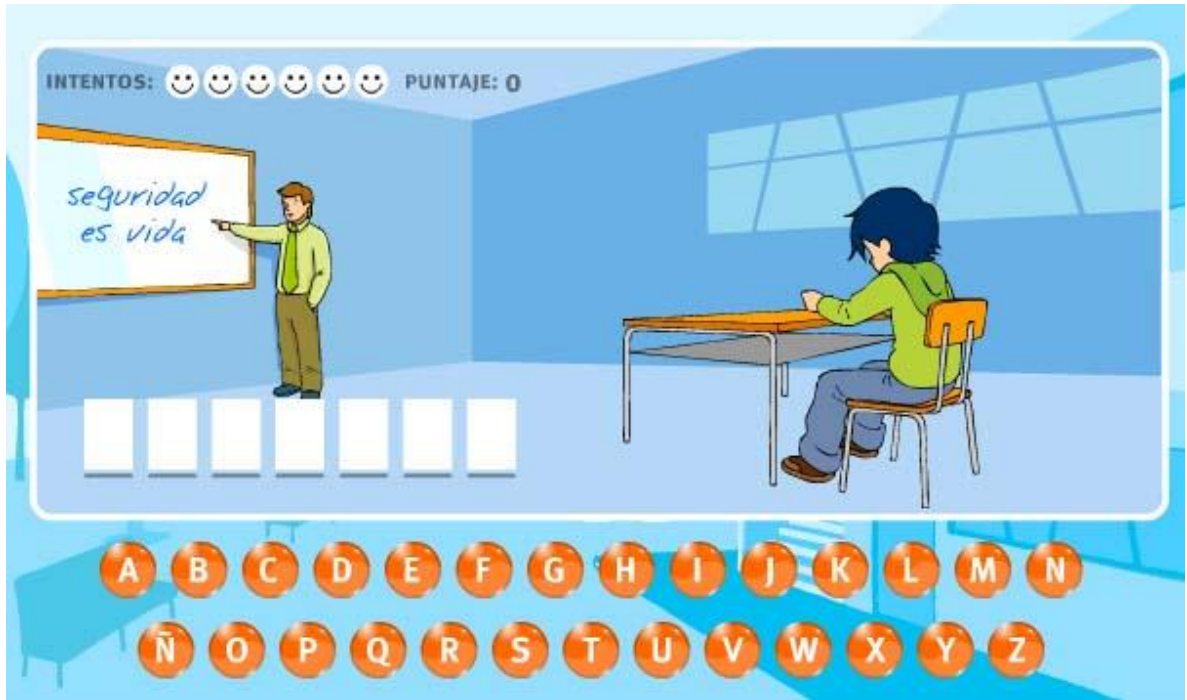 INTENTOS: PUNTAJE: 0
seguridad
es vida
A B C D E F G H I J K L M N
Ñ O P Q R S T U V W X Y Z